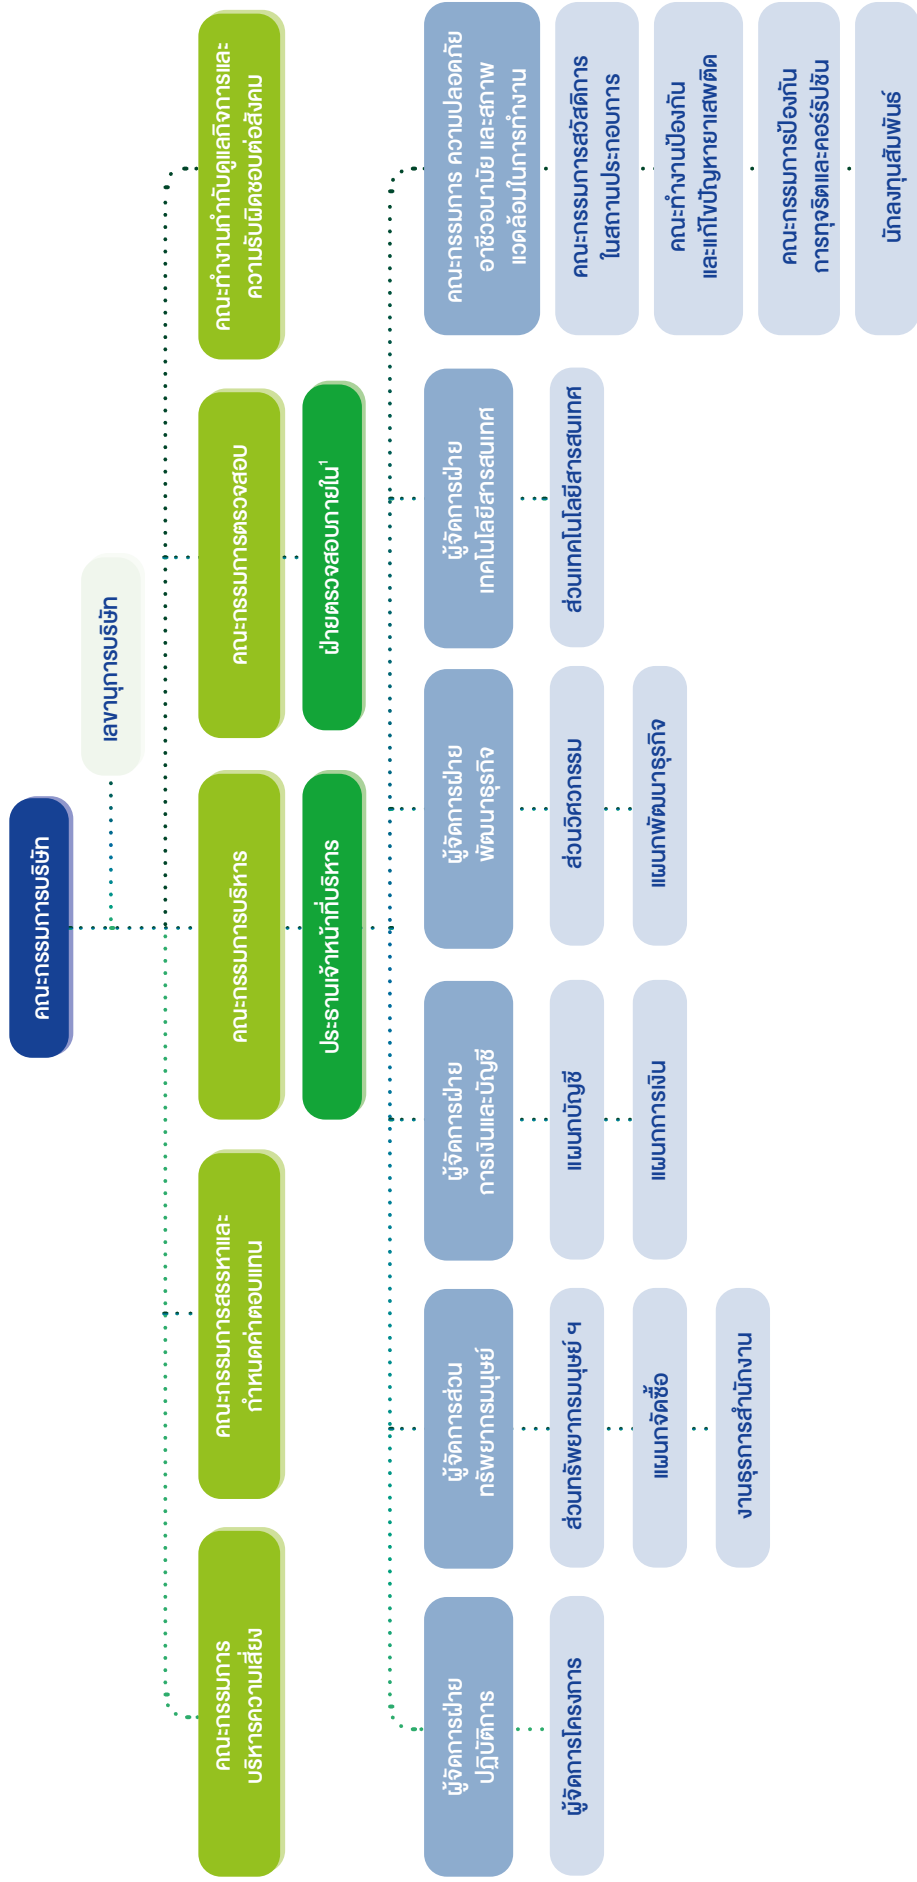 คณะกรรมการบริษัท
เลขานุการบริษัท
คณะกรรมการ
บริหารความเสี่ยง
คณะกรรมการสรรหาและ
กำหนดค่าตอบแทน
คณะกรรมการบริหาร
คณะกรรมการตรวจสอบ
คณะทำงานกำกับดูแลกิจการและ
ความรับผิดชอบต่อสังคม
ประธานเจ้าหน้าที่บริหาร
ฝ่ายตรวจสอบภายใน¹
ผู้จัดการฝ่าย
ปฏิบัติการ
ผู้จัดการส่วน
ทรัพยากรมนุษย์
ผู้จัดการฝ่าย
การเงินและบัญชี
ผู้จัดการฝ่าย
พัฒนาธุรกิจ
ผู้จัดการฝ่าย
เทคโนโลยีสารสนเทศ
คณะกรรมการ ความปลอดภัย
อาชีวอนามัย และสภาพ
แวดล้อมในการทำงาน
ผู้จัดการโครงการ
ส่วนทรัพยากรมนุษย์ ฯ
แผนกบัญชี
ส่วนวิศวกรรม
ส่วนเทคโนโลยีสารสนเทศ
คณะกรรมการสวัสดิการ
ในสถานประกอบการ
แผนกจัดซื้อ
แผนกการเงิน
แผนกพัฒนาธุรกิจ
คณะทำงานป้องกัน
และแก้ไขปัญหายาเสพติด
งานธุรการสำนักงาน
คณะกรรมการป้องกัน
การทุจริตและคอร์รัปชัน
นักลงทุนสัมพันธ์